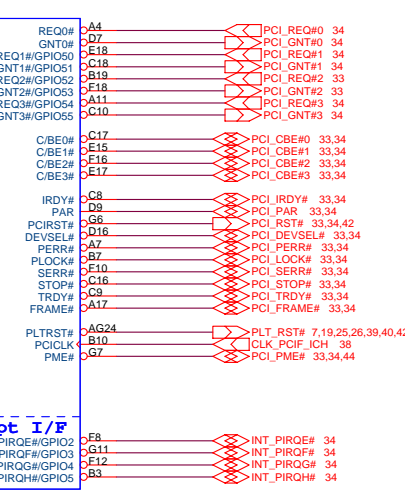 REQ0# A4 PCI_REQ#0 34
GNT0# D7 PCI_GNT#0 34
REQ1#/GPIO50 E18 PCI_REQ#1 34
GNT1#/GPIO51 C18 PCI_GNT#1 34
REQ2#/GPIO52 B19 PCI_REQ#2 33
GNT2#/GPIO53 F18 PCI_GNT#2 33
REQ3#/GPIO54 A11 PCI_REQ#3 34
GNT3#/GPIO55 C10 PCI_GNT#3 34
C/BE0# C17 PCI_CBE#0 33,34
C/BE1# E15 PCI_CBE#1 33,34
C/BE2# F16 PCI_CBE#2 33,34
C/BE3# E17 PCI_CBE#3 33,34
IRDY# C8 PCI_IRDY# 33,34
PAR D9 PCI_PAR 33,34
PCIRST# G6 PCI_RST# 33,34,42
DEVSEL# D16 PCI_DEVSEL# 33,34
PERR# A7 PCI_PERR# 33,34
PLOCK# B7 PCI_LOCK# 33,34
SERR# F10 PCI_SERR# 33,34
STOP# C16 PCI_STOP# 33,34
TRDY# C9 PCI_TRDY# 33,34
FRAME# A17 PCI_FRAME# 33,34
PLTRST# AG24 PLT_RST# 7,19,25,26,39,40,42
PCICLK B10 CLK_PCIF_ICH 38
PME# G7 PCI_PME# 33,34,44
pt I/F
PIRQE#/GPIO2 F8 INT_PIRQE# 34
PIRQF#/GPIO3 G11 INT_PIRQF# 34
PIRQG#/GPIO4 F12 INT_PIRQG# 34
PIRQH#/GPIO5 B3 INT_PIRQH# 34